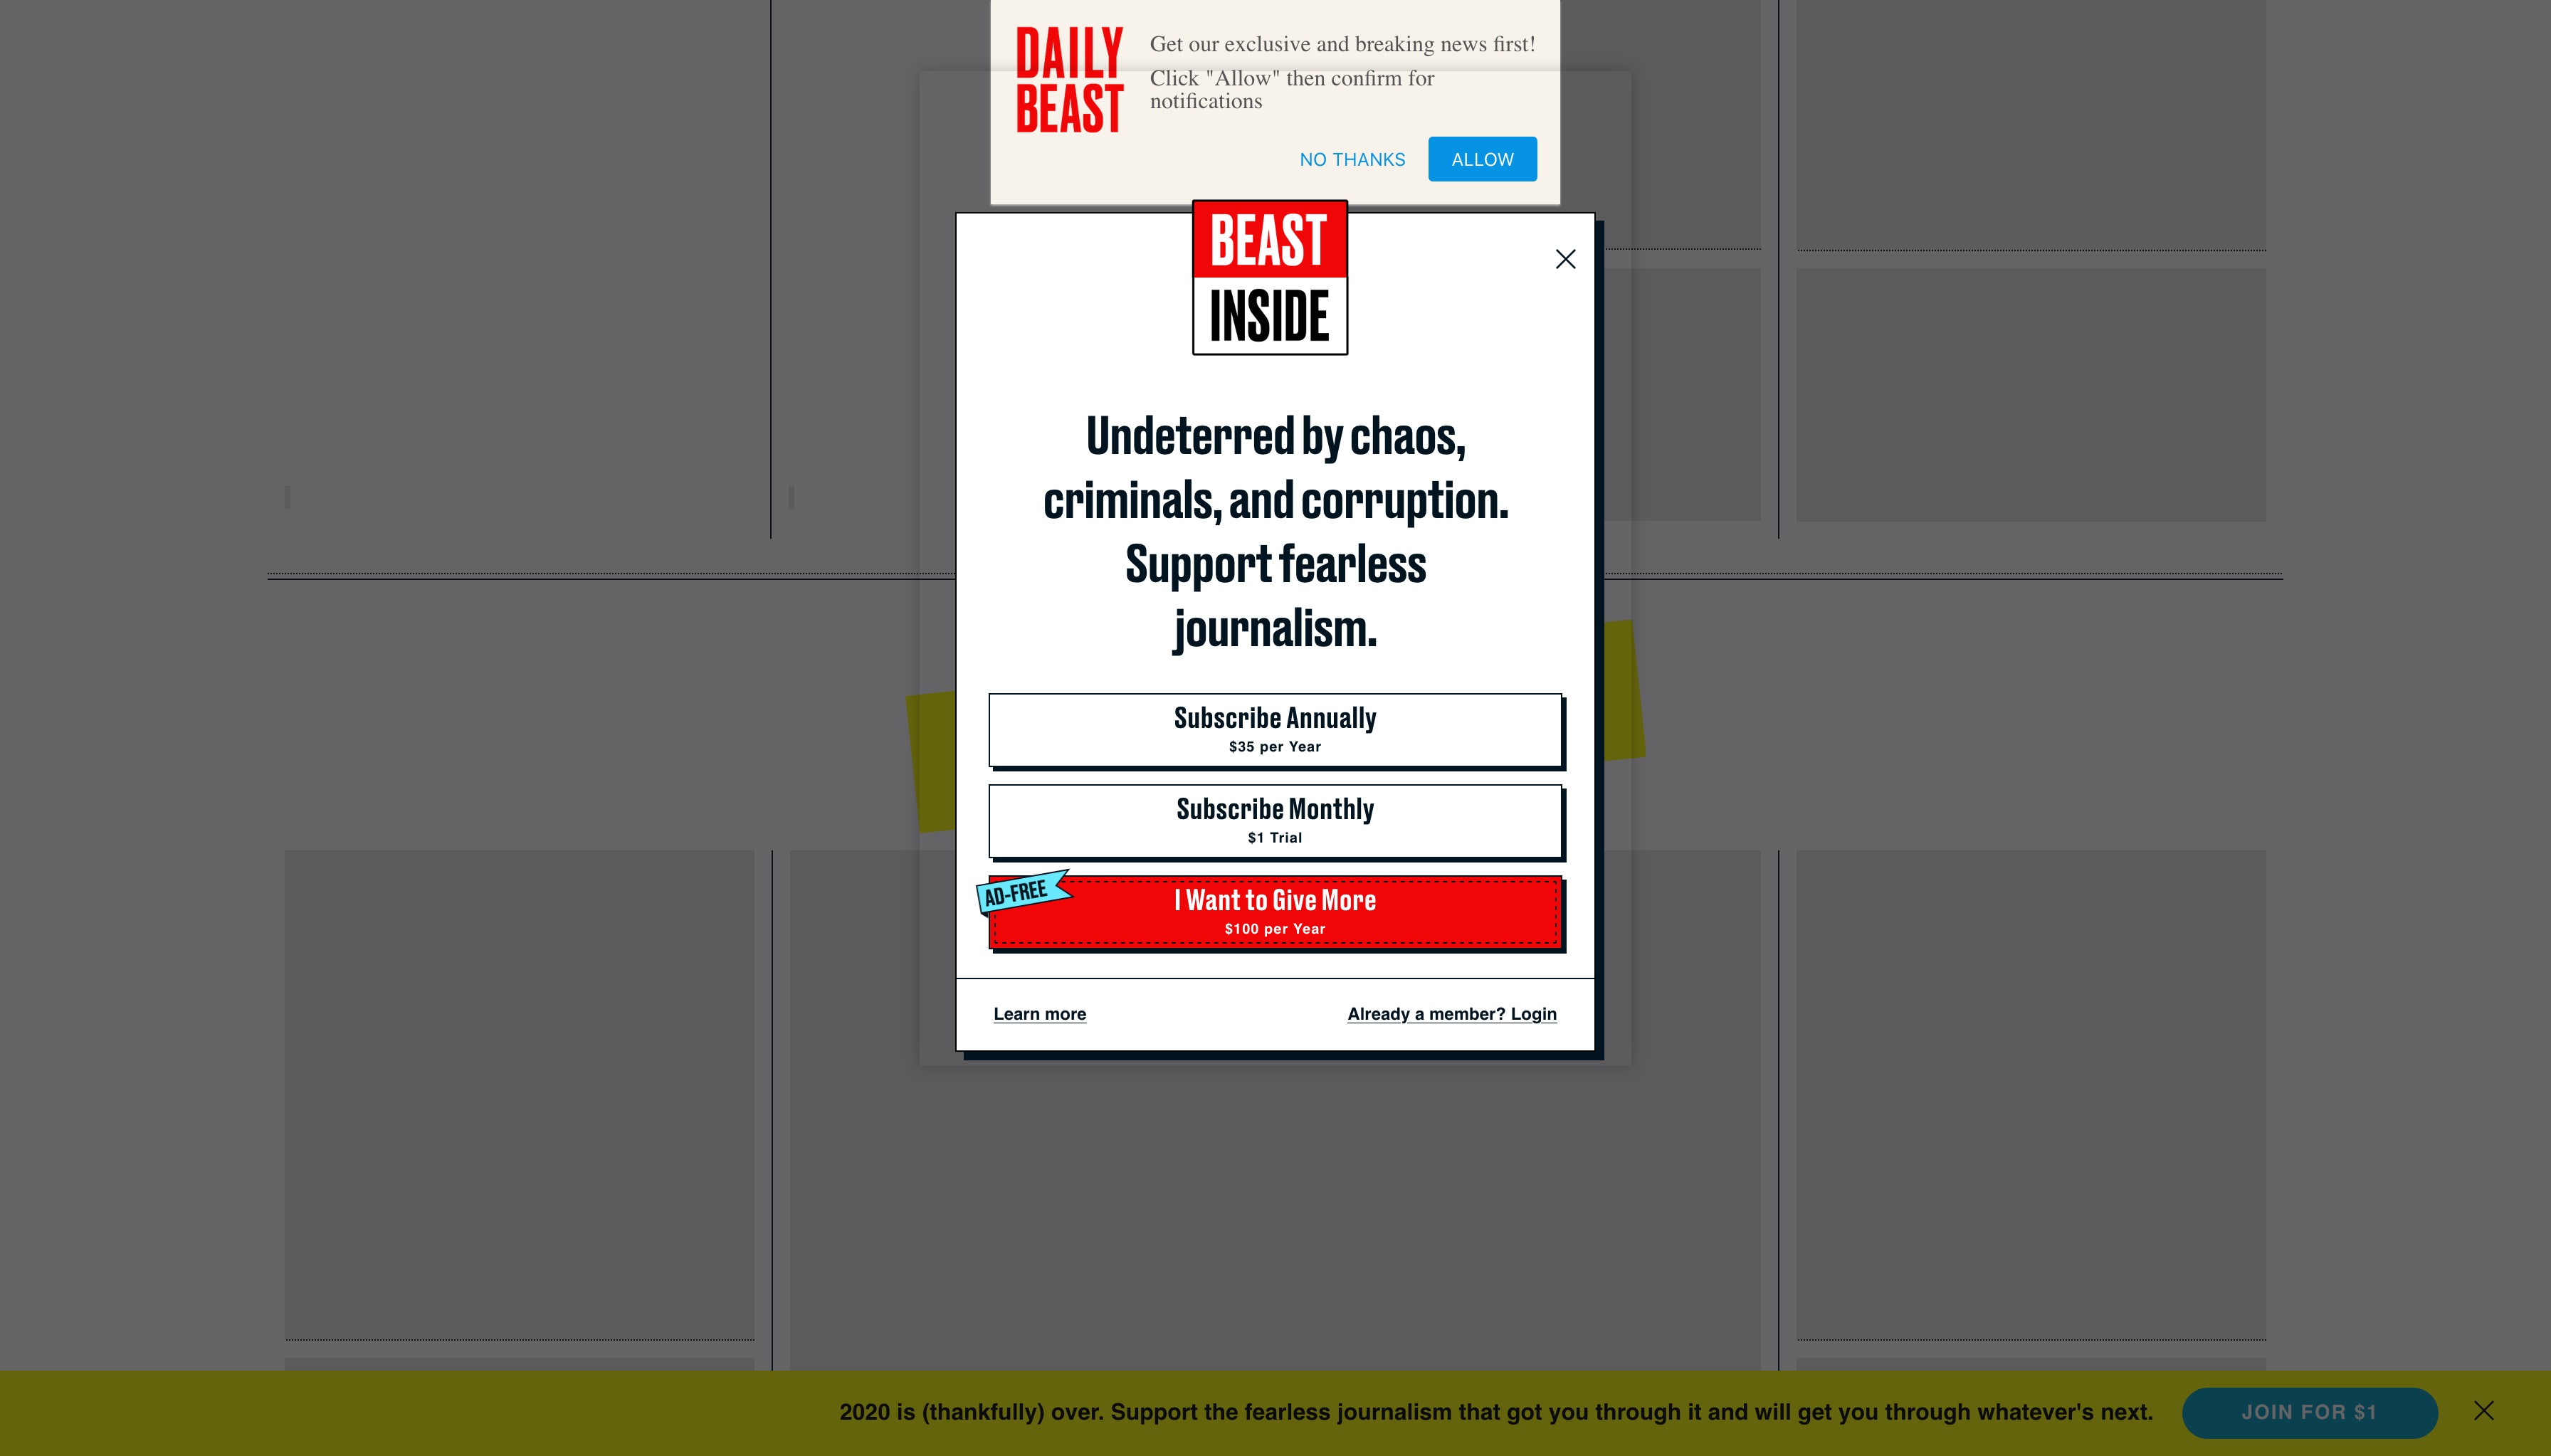 DAILY
BEAST
Get our exclusive and breaking news first!
Click "Allow" then confirm for
notifications
NO THANKS
ALLOW
BEAST
INSIDE
Undeterred by chaos,
criminals, and corruption.
Support fearless
journalism.
Subscribe Annually
$35 per Year
Subscribe Monthly
$1 Trial
AD-FREE
I Want to Give More
$100 per Year
Learn more
Already a member? Login
2020 is (thankfully) over. Support the fearless journalism that got you through it and will get you through whatever's next.
JOIN FOR $1